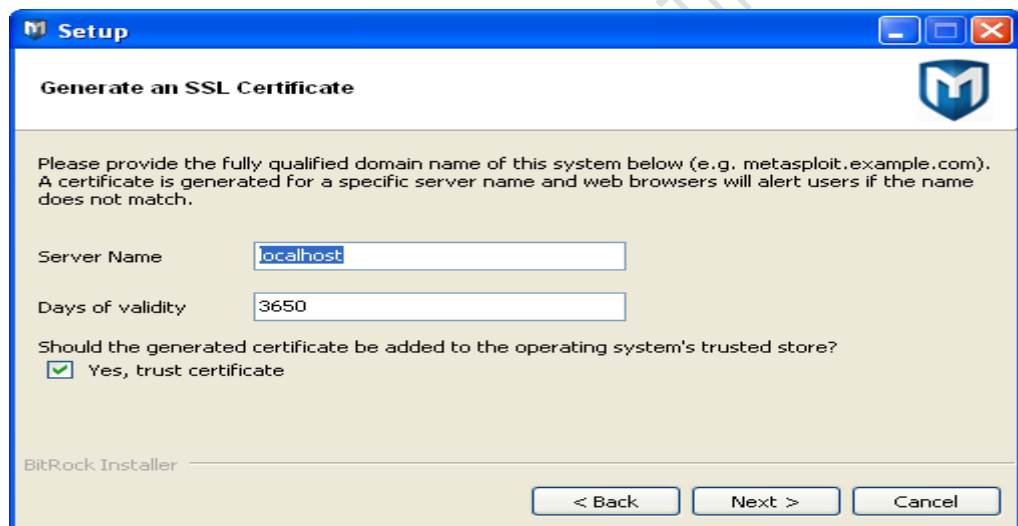 Setup
Generate an SSL Certificate
Please provide the fully qualified domain name of this system below (e.g. metasploit.example.com).
A certificate is generated for a specific server name and web browsers will alert users if the name
does not match.
Server Name localhost
Days of validity 3650
Should the generated certificate be added to the operating system's trusted store?
Yes, trust certificate
BitRock Installer
< Back Next > Cancel